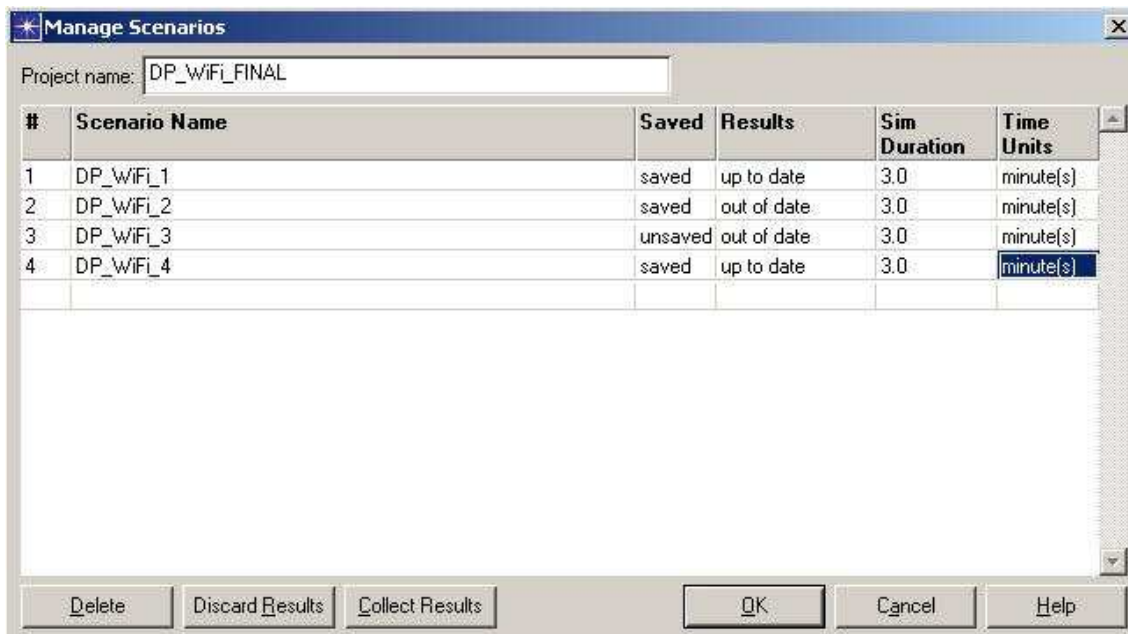 Manage Scenarios
Project name: DP_WiFi_FINAL
# Scenario Name Saved Results Sim Duration Time Units
1 DP_WiFi_1 saved up to date 3.0 minute(s)
2 DP_WiFi_2 saved out of date 3.0 minute(s)
3 DP_WiFi_3 unsaved out of date 3.0 minute(s)
4 DP_WiFi_4 saved up to date 3.0 minute(s)
Delete Discard Results Collect Results OK Cancel Help